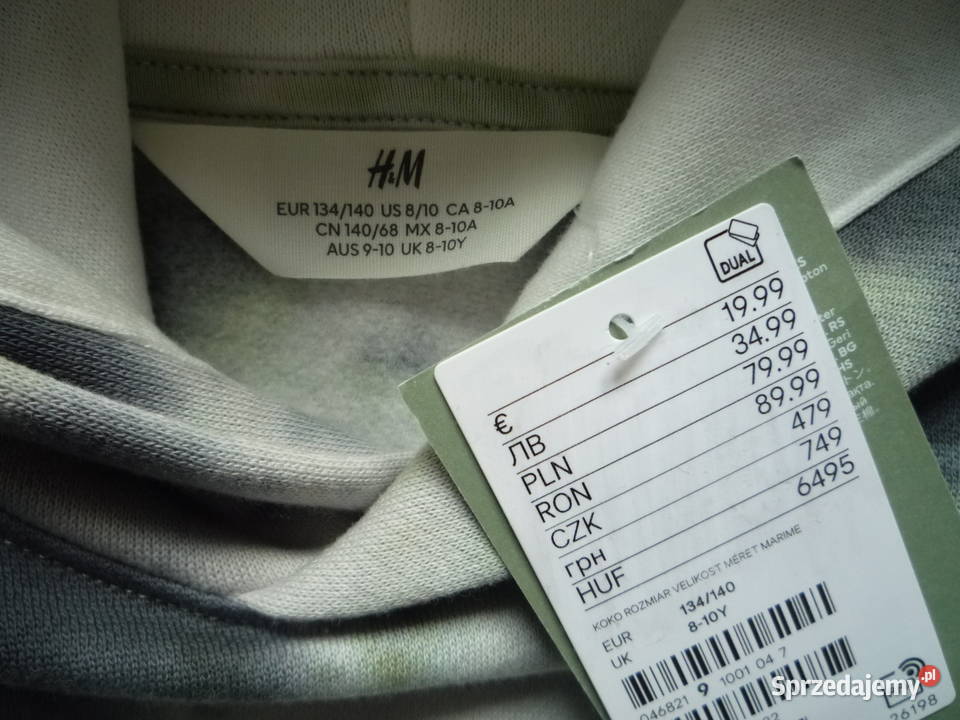 H&M
EUR 134/140 US 8/10 CA 8-10A
CN 140/68 MX 8-10A
AUS 9-10 UK 8-10Y
DUAL
€ 19.99
ЛВ 34.99
PLN 79.99
RON 89.99
CZK 479
грн 749
HUF 6495
KOKO ROZMIAR VELIKOST MÉRET MARIME
EUR 134/140
UK 8-10Y
046821 9 1001 04 7
26198
Sprzedajemy.pl